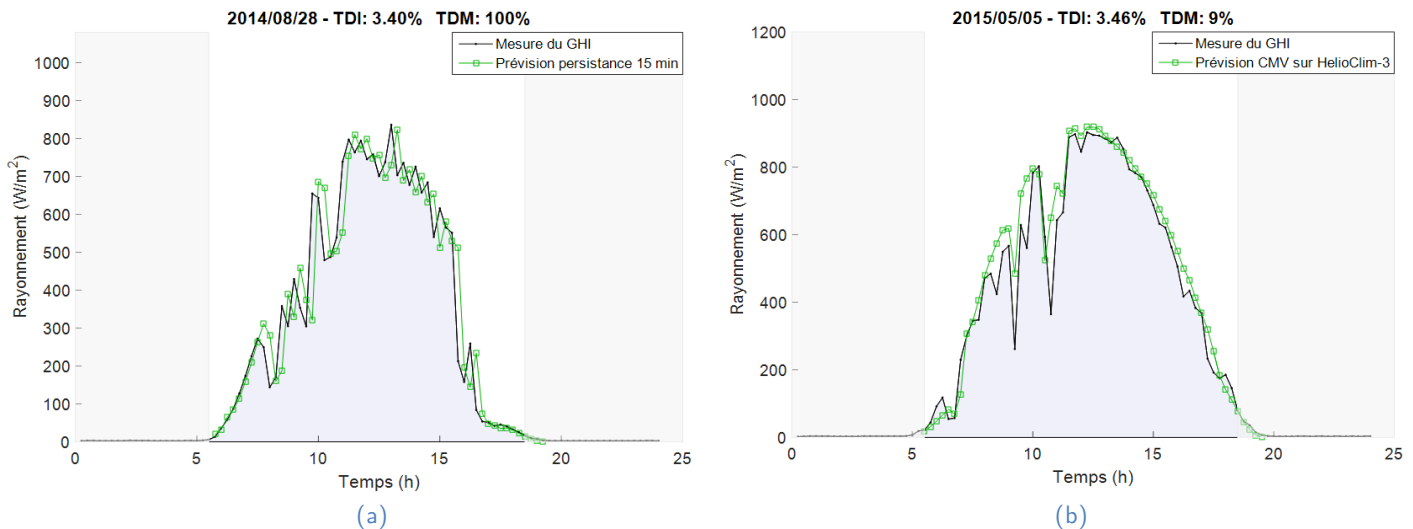 2014/08/28 - TDI: 3.40% TDM: 100%
Mesure du GHI
Prévision persistance 15 min
1000
900
800
700
600
500
400
300
200
100
0
Rayonnement (W/m²)
0 5 10 15 20 25
Temps (h)
(a)
2015/05/05 - TDI: 3.46% TDM: 9%
Mesure du GHI
Prévision CMV sur HelioClim-3
1200
1000
800
600
400
200
0
Rayonnement (W/m²)
0 5 10 15 20 25
Temps (h)
(b)